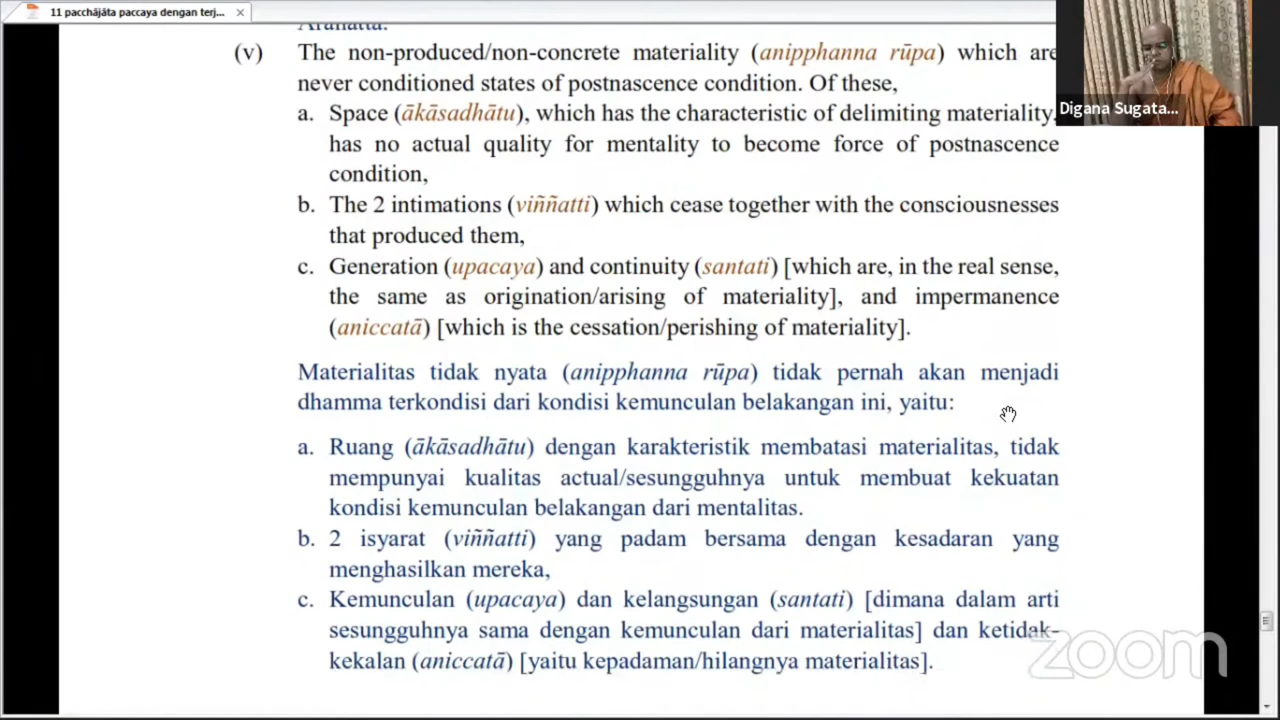 11 pacchājāta paccaya dengan terj...
Arahatta.
(v) The non-produced/non-concrete materiality (anipphanna rūpa) which are
never conditioned states of postnascence condition. Of these,
a. Space (ākāsadhātu), which has the characteristic of delimiting materiality,
has no actual quality for mentality to become force of postnascence
condition,
b. The 2 intimations (viññatti) which cease together with the consciousnesses
that produced them,
c. Generation (upacaya) and continuity (santati) [which are, in the real sense,
the same as origination/arising of materiality], and impermanence
(aniccatā) [which is the cessation/perishing of materiality].
Materialitas tidak nyata (anipphanna rūpa) tidak pernah akan menjadi
dhamma terkondisi dari kondisi kemunculan belakangan ini, yaitu:
a. Ruang (ākāsadhātu) dengan karakteristik membatasi materialitas, tidak
mempunyai kualitas actual/sesungguhnya untuk membuat kekuatan
kondisi kemunculan belakangan dari mentalitas.
b. 2 isyarat (viññatti) yang padam bersama dengan kesadaran yang
menghasilkan mereka,
c. Kemunculan (upacaya) dan kelangsungan (santati) [dimana dalam arti
sesungguhnya sama dengan kemunculan dari materialitas] dan ketidak-
kekalan (aniccatā) [yaitu kepadaman/hilangnya materialitas].
Digana Sugata...
zoom